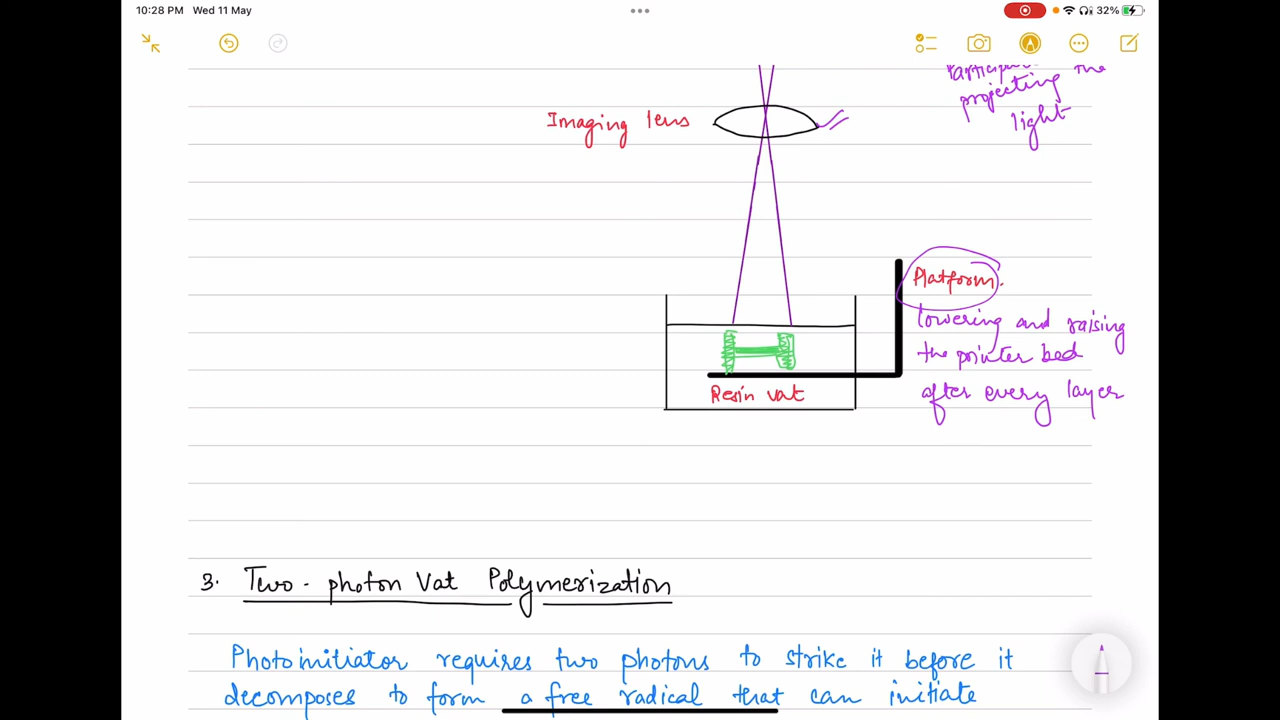 10:28 PM Wed 11 May
32%
projecting the
light
Imaging lens
Platform.
lowering and raising
the pointer bed
after every layer
Resin vat
3. Two-photon Vat Polymerization
Photoinitiator requires two photons to strike it before it
decomposes to form a free radical that can initiate